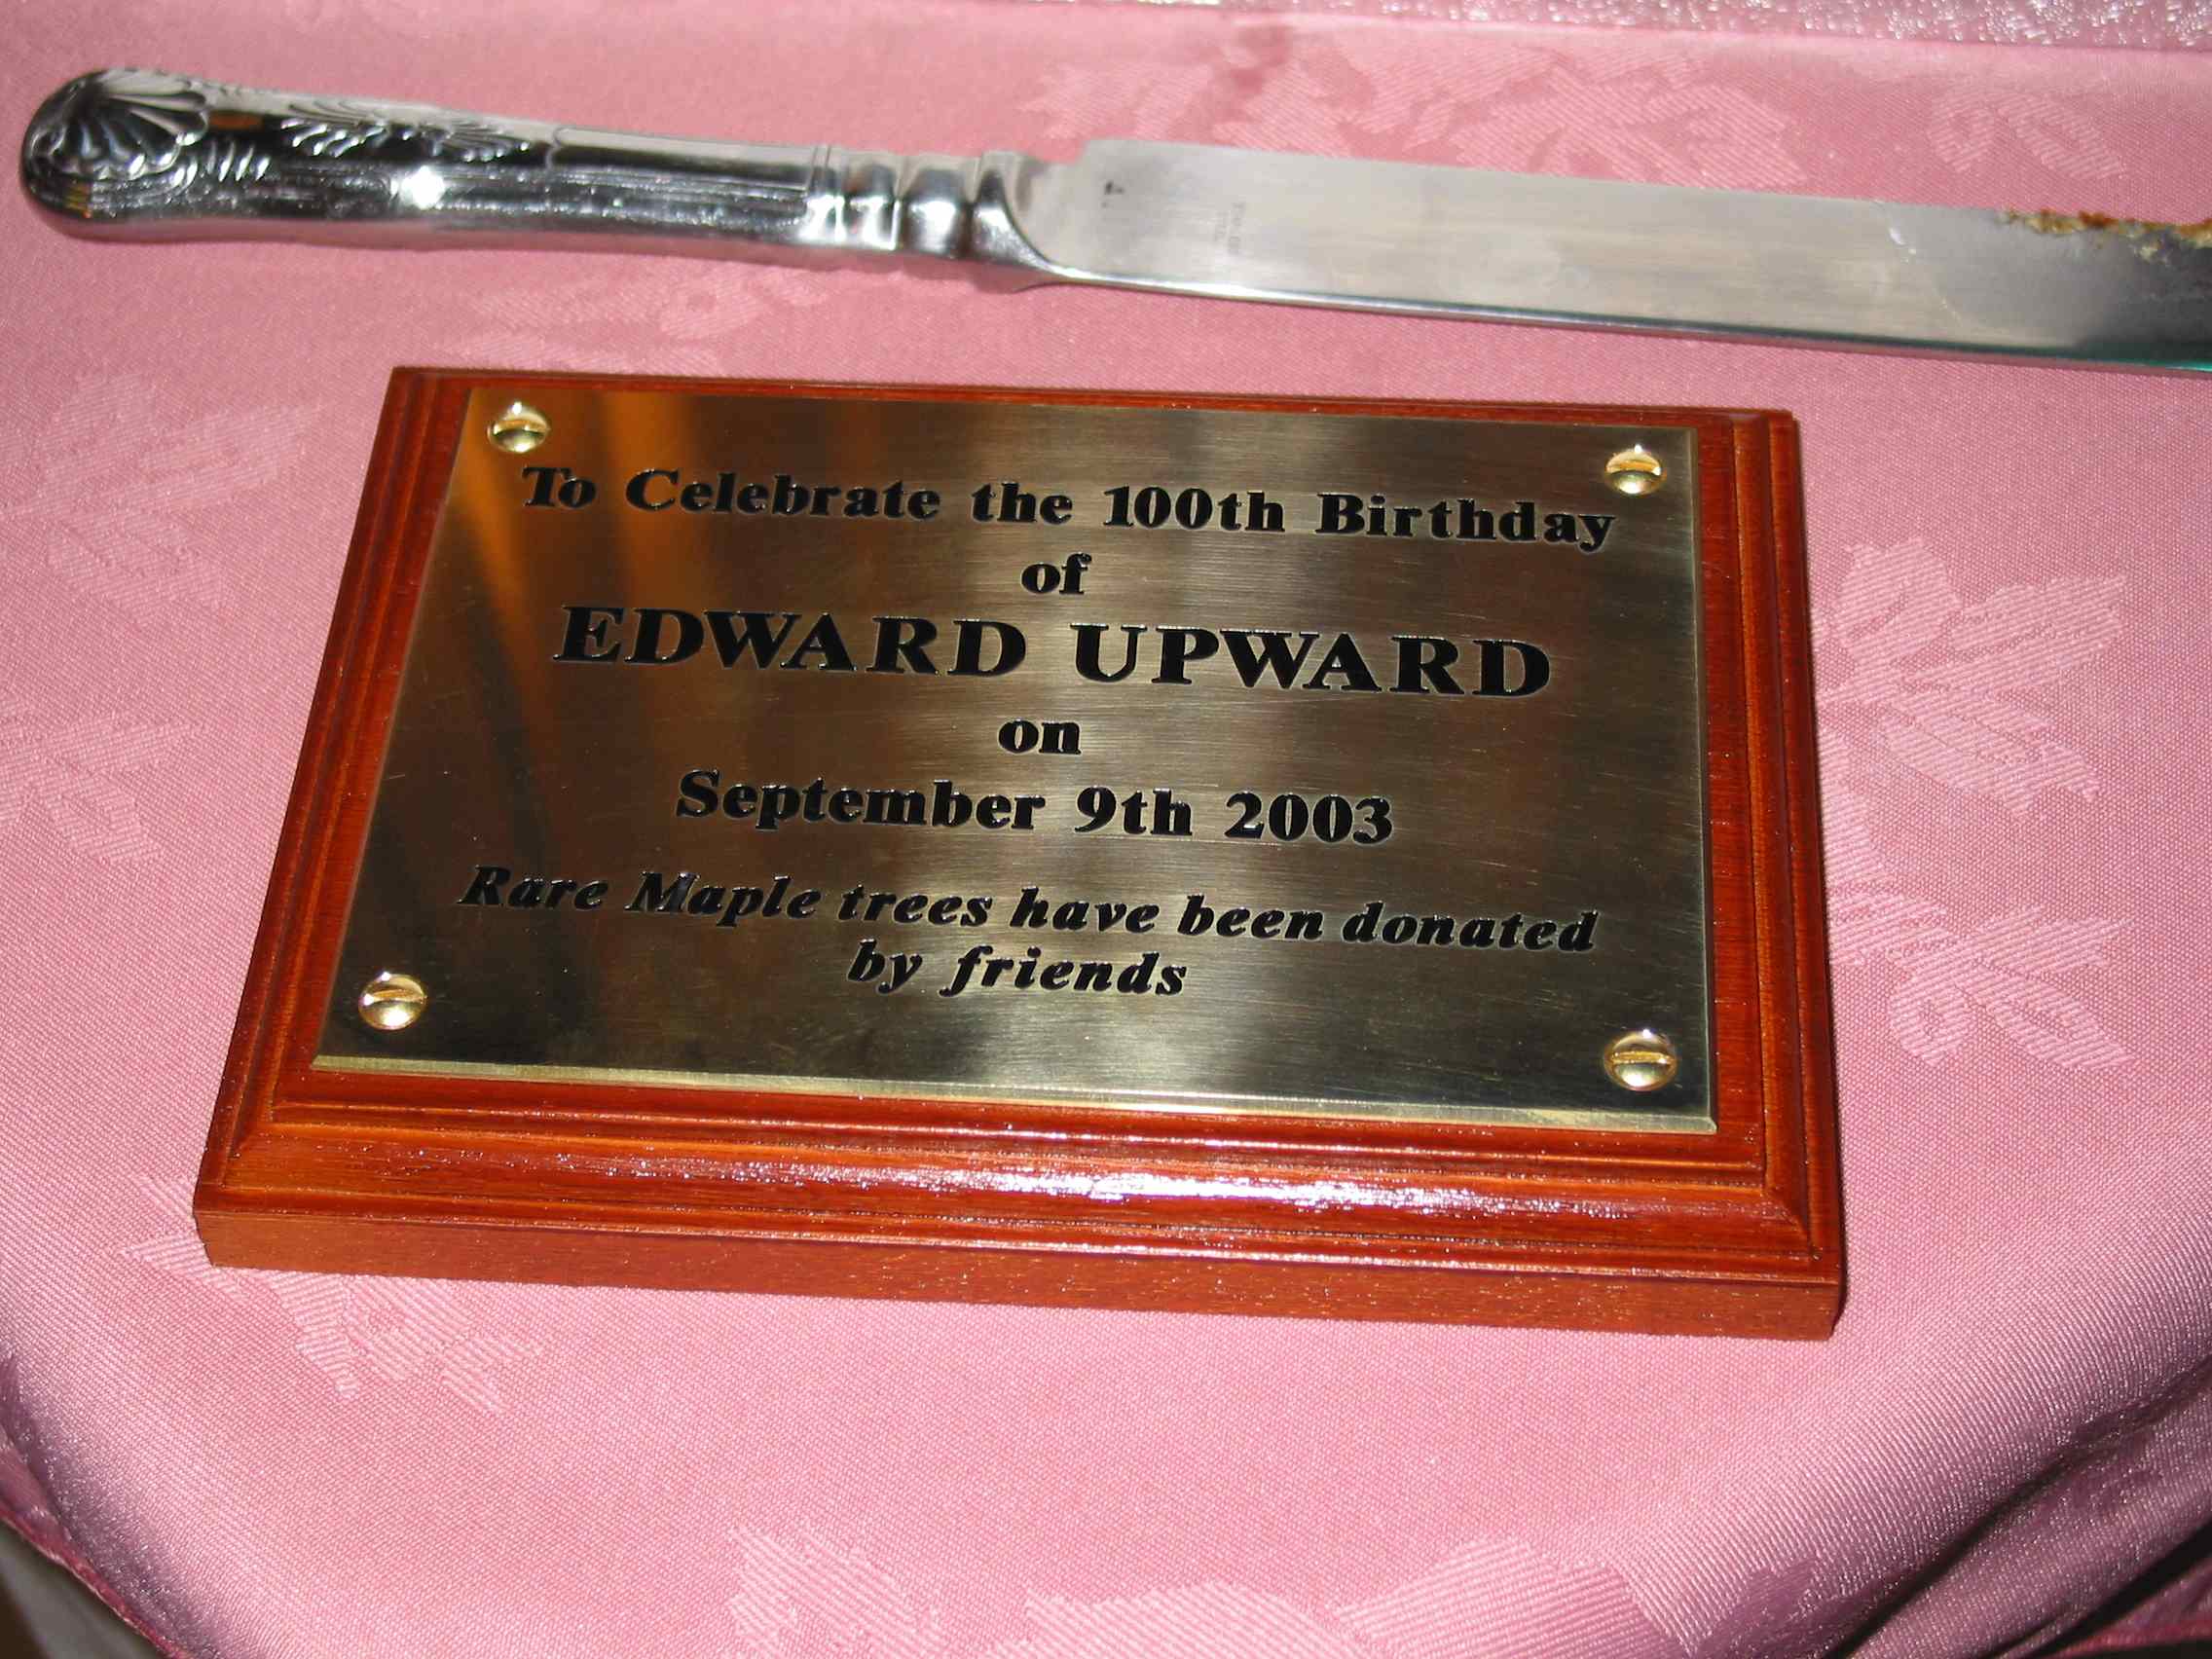 To Celebrate the 100th Birthday
of
EDWARD UPWARD
on
September 9th 2003
Rare Maple trees have been donated
by friends